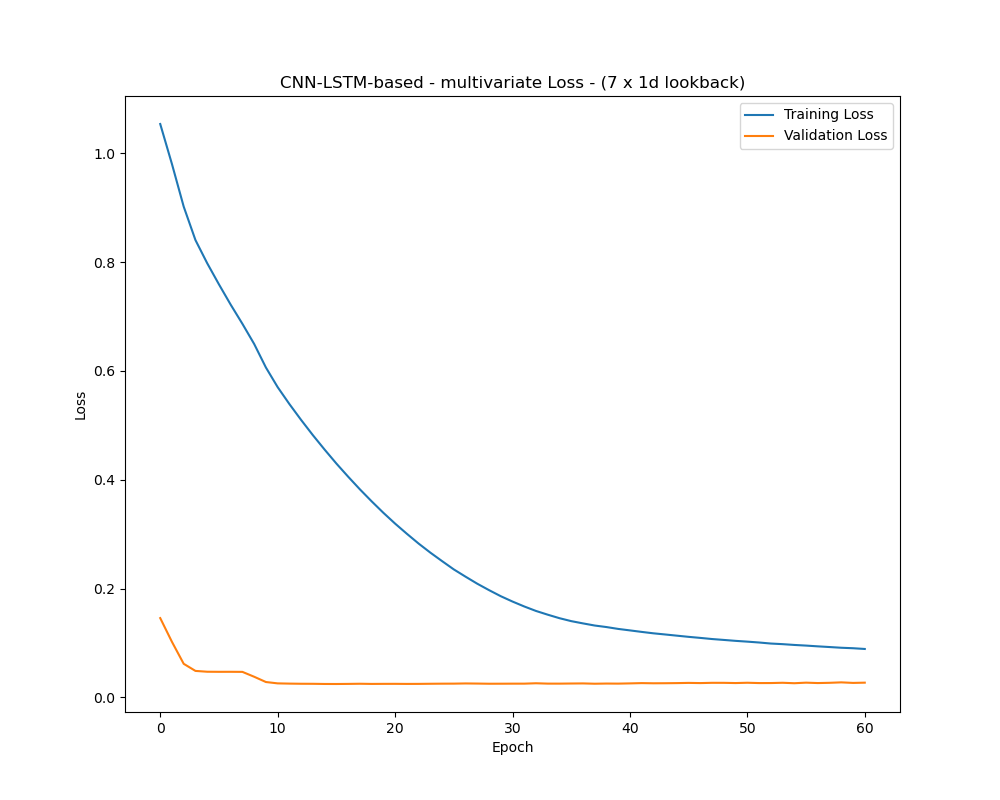 CNN-LSTM-based - multivariate Loss - (7 x 1d lookback)
Training Loss
Validation Loss
1.0
0.8
0.6
0.4
0.2
0.0
Loss
0 10 20 30 40 50 60
Epoch